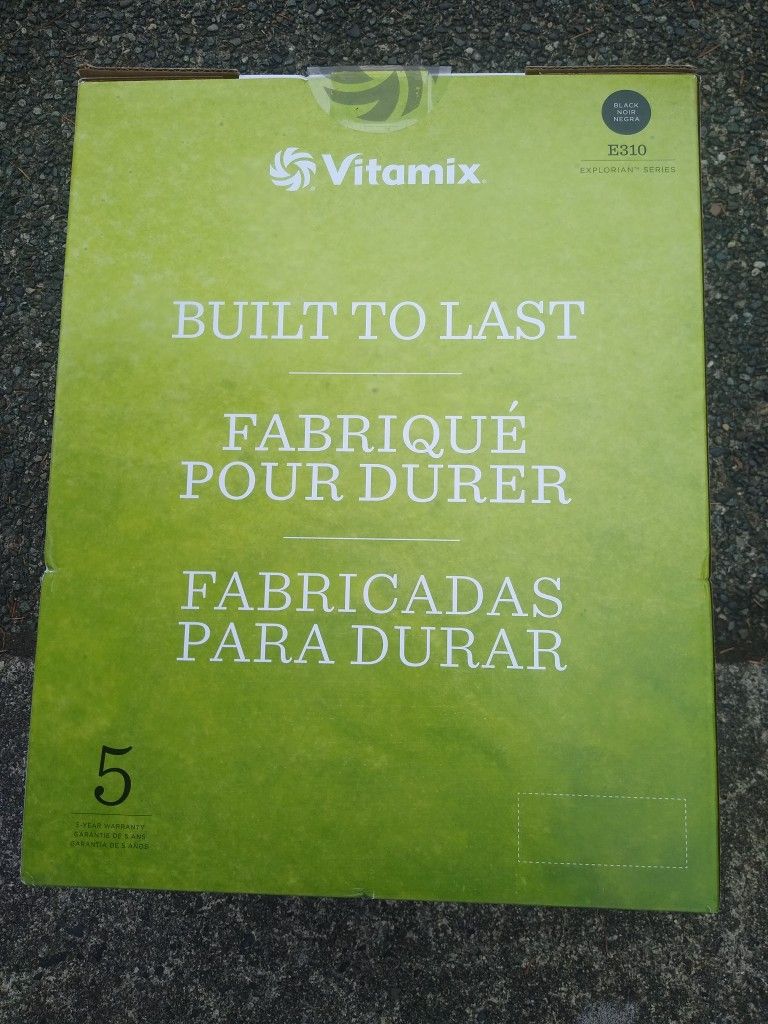 BLACK
NOIR
NEGRA
E310
EXPLORIAN™ SERIES
Vitamix
BUILT TO LAST
FABRIQUÉ
POUR DURER
FABRICADAS
PARA DURAR
5
5-YEAR WARRANTY
GARANTIE DE 5 ANS
GARANTÍA DE 5 AÑOS